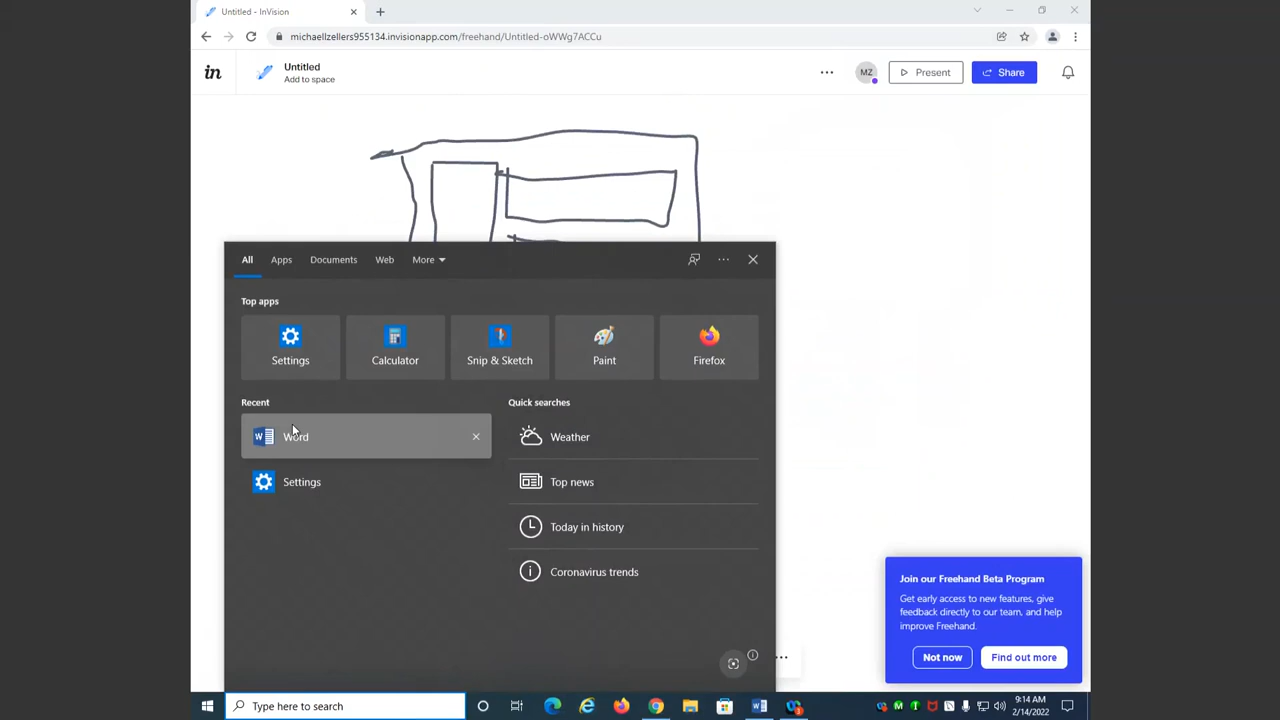 Untitled - InVision
michaellzellers955134.invisionapp.com/freehand/Untitled-oWWg7ACCu
in
Untitled
Add to space
MZ
Present
Share
All Apps Documents Web More
Top apps
Settings Calculator Snip & Sketch Paint Firefox
Recent
Word
Settings
Quick searches
Weather
Top news
Today in history
Coronavirus trends
Join our Freehand Beta Program
Get early access to new features, give
feedback directly to our team, and help
improve Freehand.
Not now Find out more
Type here to search
9:14 AM
2/14/2022